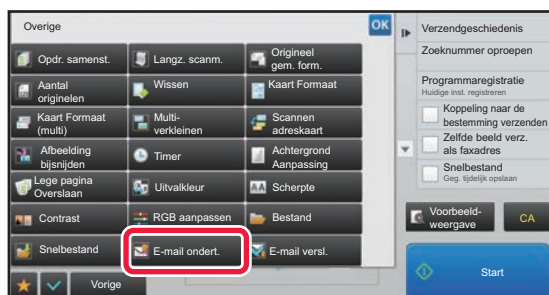 Overige
OK
Opdr. samenst.
Langz. scanm.
Origineel
gem. form.
Aantal
originelen
Wissen
Kaart Formaat
Kaart Formaat
(multi)
Multi-
verkleinen
Scannen
adreskaart
Afbeelding
bijsnijden
Timer
Achtergrond
Aanpassing
Lege pagina
Overslaan
Uitvalkleur
AA Scherpte
Contrast
RGB aanpassen
Bestand
Snelbestand
E-mail ondert.
E-mail versl.
Vorige
Verzendgeschiedenis
Zoeknummer oproepen
Programmaregistratie
Huidige inst. registreren
Koppeling naar de
bestemming verzenden
Zelfde beeld verz.
als faxadres
Snelbestand
Geg. tijdelijk opslaan
Voorbeeld-
weergave
CA
Start